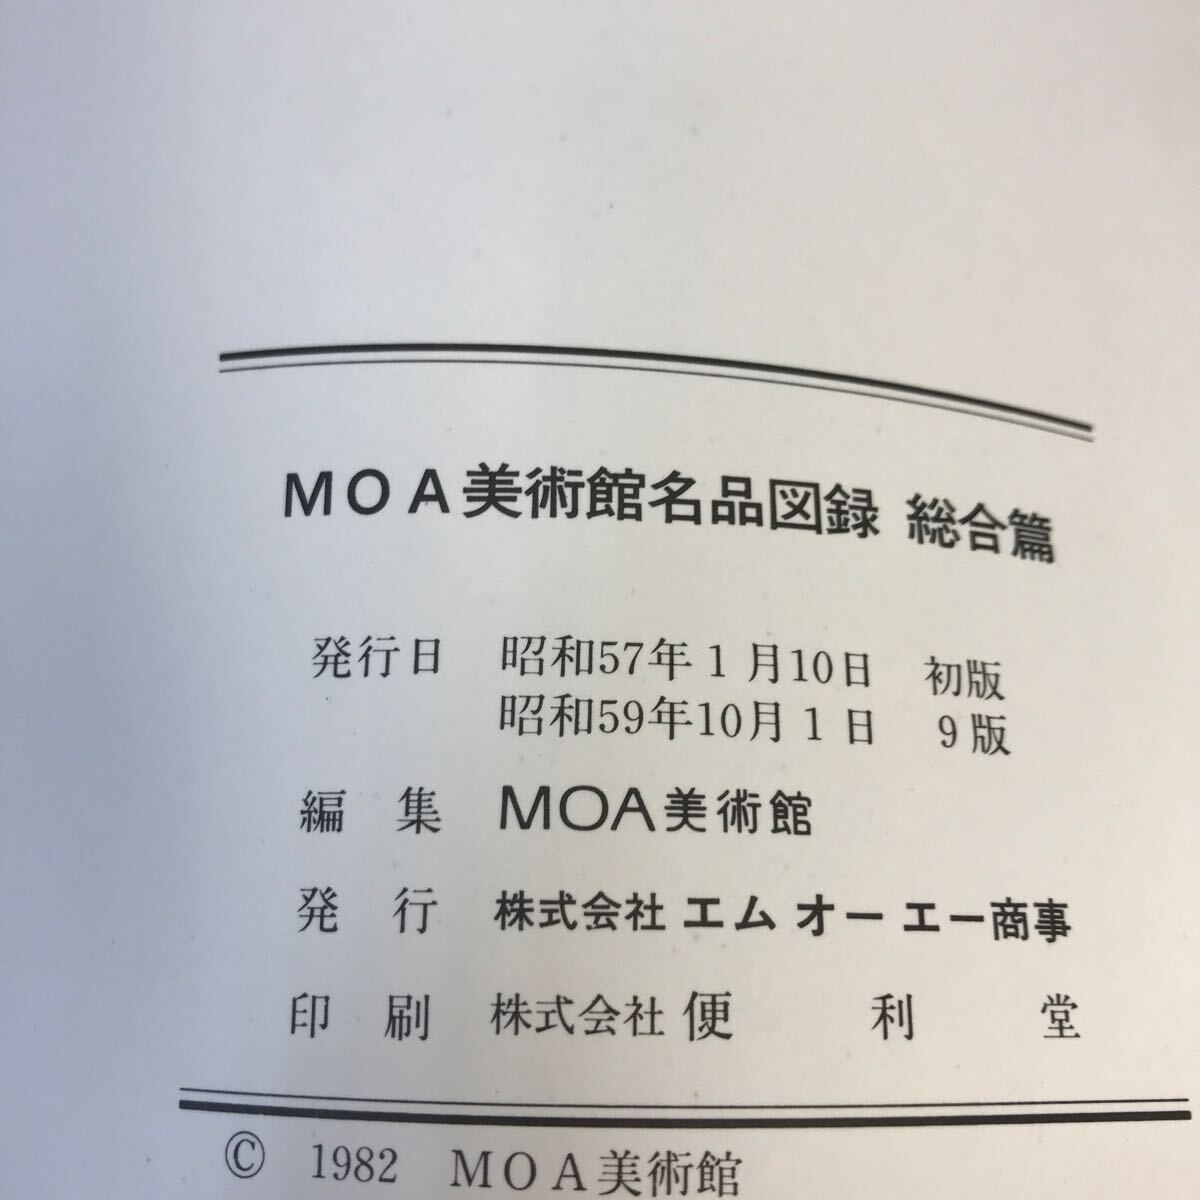 MOA美術館名品図録 総合篇
発行日 昭和57年1月10日 初版
昭和59年10月1日 9版
編集 MOA美術館
発行 株式会社 エム オー エー商事
印刷 株式会社 便利堂
© 1982 MOA美術館